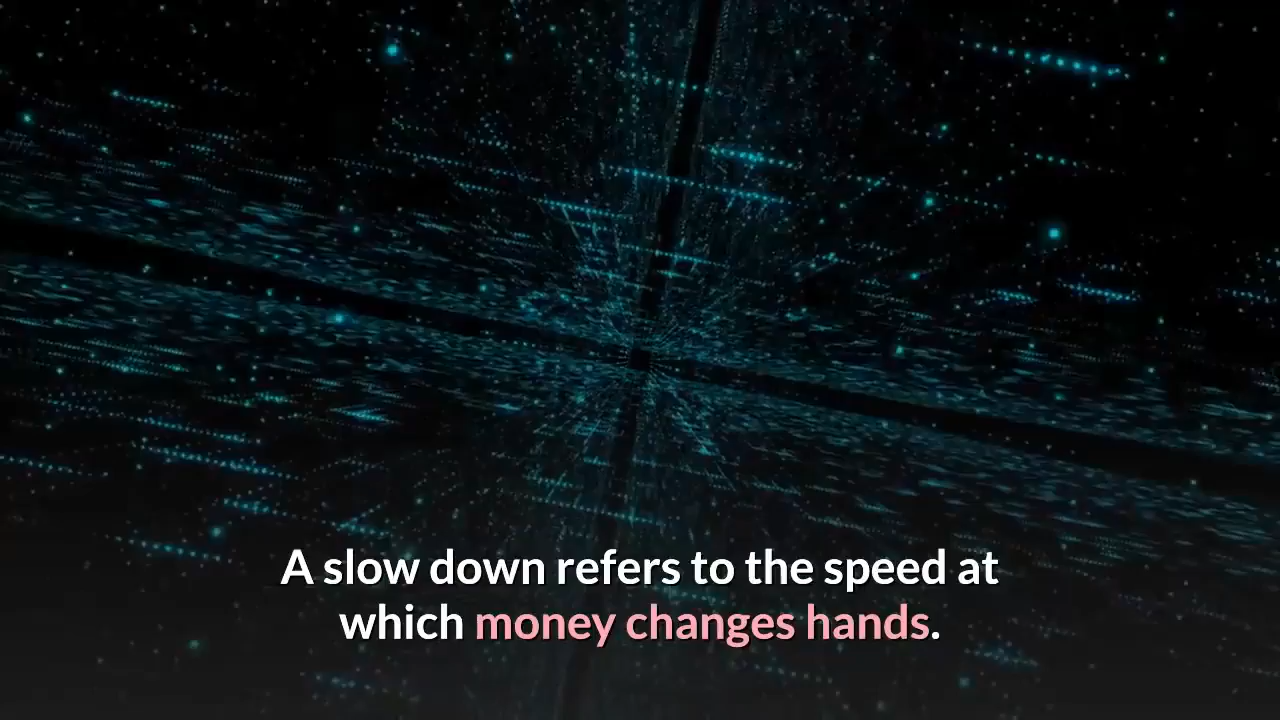 A slow down refers to the speed at
which money changes hands.